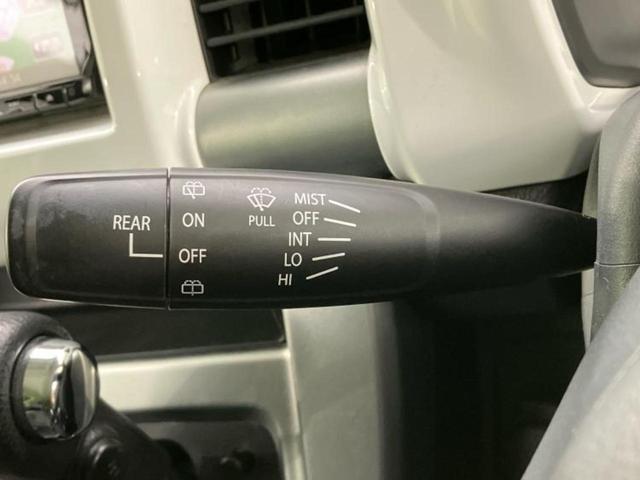 REAR
ON
OFF
PULL
MIST
OFF
INT
LO
HI